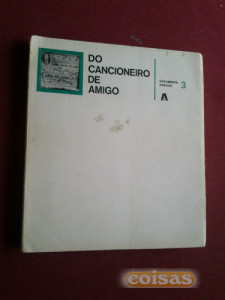 DO
CANCIONEIRO
DE
AMIGO
DOCUMENTA
POETICA
3
A
coisas